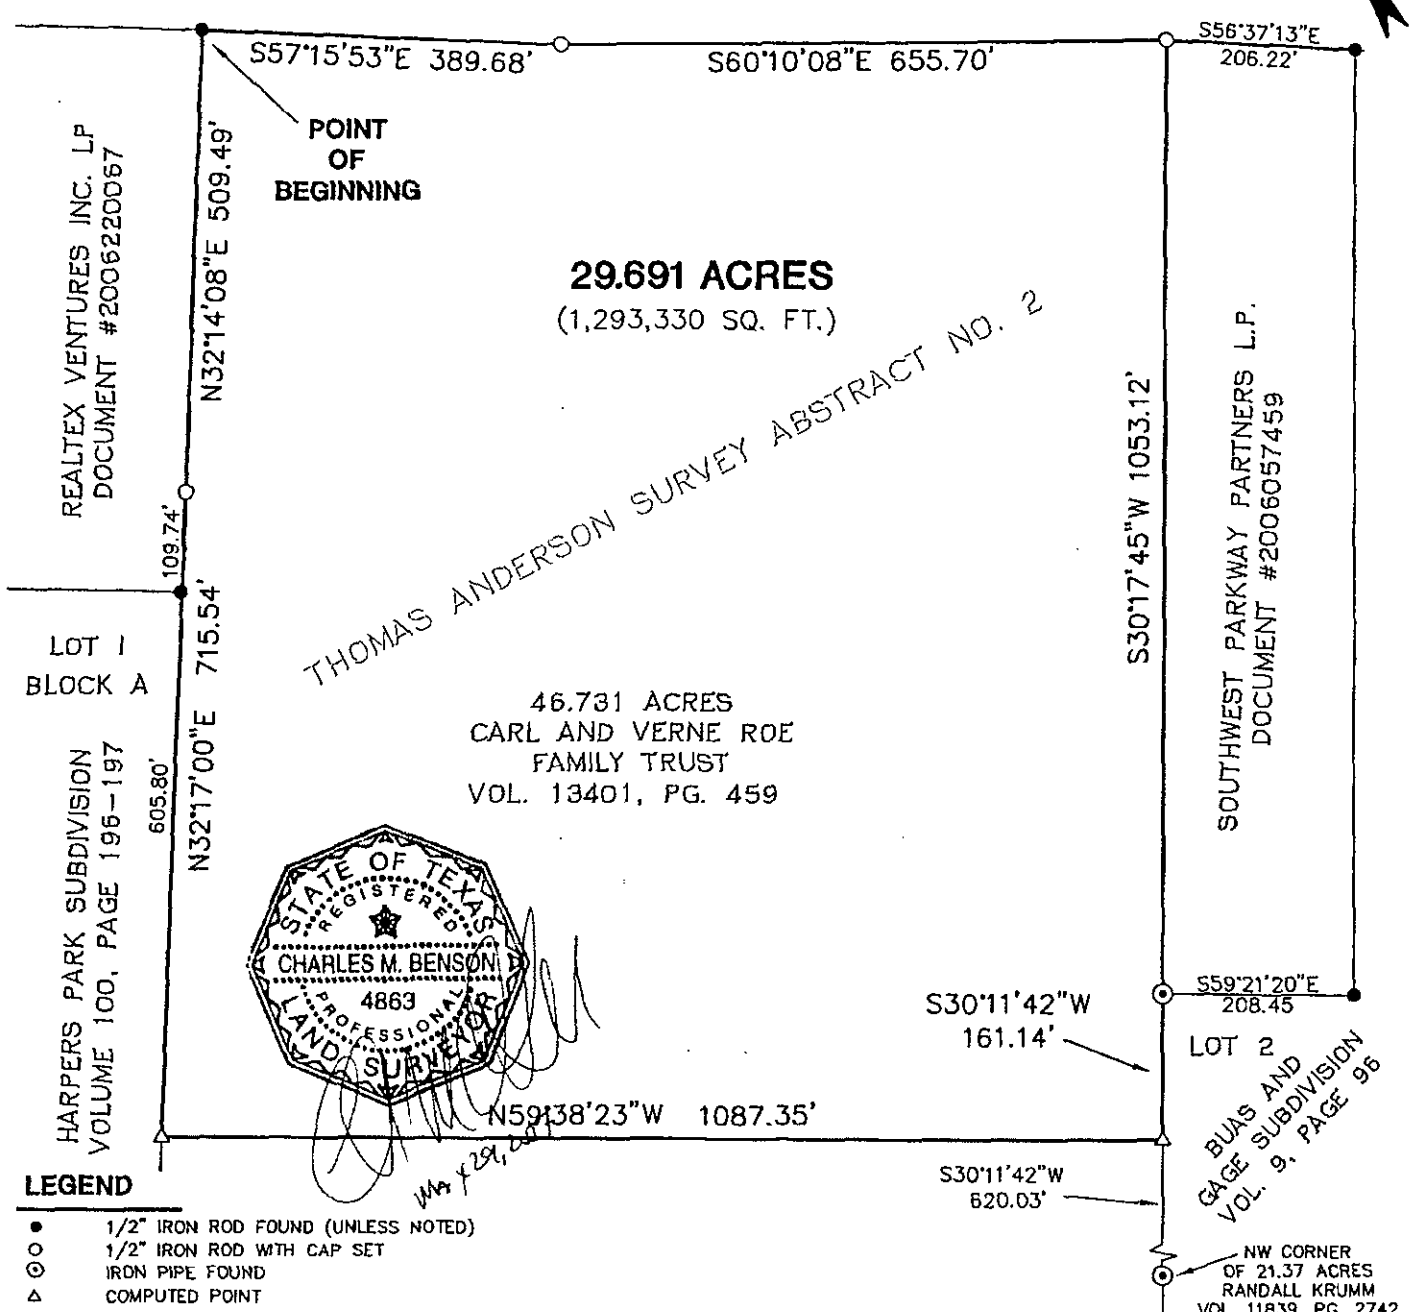 S57°15'53"E 389.68'
S60°10'08"E 655.70'
S56°37'13"E
206.22'
POINT
OF
BEGINNING
REALTEX VENTURES INC. LP
DOCUMENT #2006220067
N32°14'08"E 509.49'
29.691 ACRES
(1,293,330 SQ. FT.)
THOMAS ANDERSON SURVEY ABSTRACT NO. 2
S30°17'45"W 1053.12'
SOUTHWEST PARKWAY PARTNERS L.P.
DOCUMENT #2006057459
109.74'
LOT 1
BLOCK A
N32°17'00"E 715.54'
605.80'
HARPERS PARK SUBDIVISION
VOLUME 100, PAGE 196-197
46.731 ACRES
CARL AND VERNE ROE
FAMILY TRUST
VOL. 13401, PG. 459
STATE OF TEXAS
REGISTERED
CHARLES M. BENSON
4863
PROFESSIONAL
LAND SURVEYOR
S30°11'42"W
161.14'
S59°21'20"E
208.45
LOT 2
BUAS AND
GAGE SUBDIVISION
VOL. 9, PAGE 96
N59°38'23"W 1087.35'
S30°11'42"W
620.03'
NW CORNER
OF 21.37 ACRES
RANDALL KRUMM
VOL. 11839, PG. 2742
LEGEND
1/2" IRON ROD FOUND (UNLESS NOTED)
1/2" IRON ROD WITH CAP SET
IRON PIPE FOUND
COMPUTED POINT